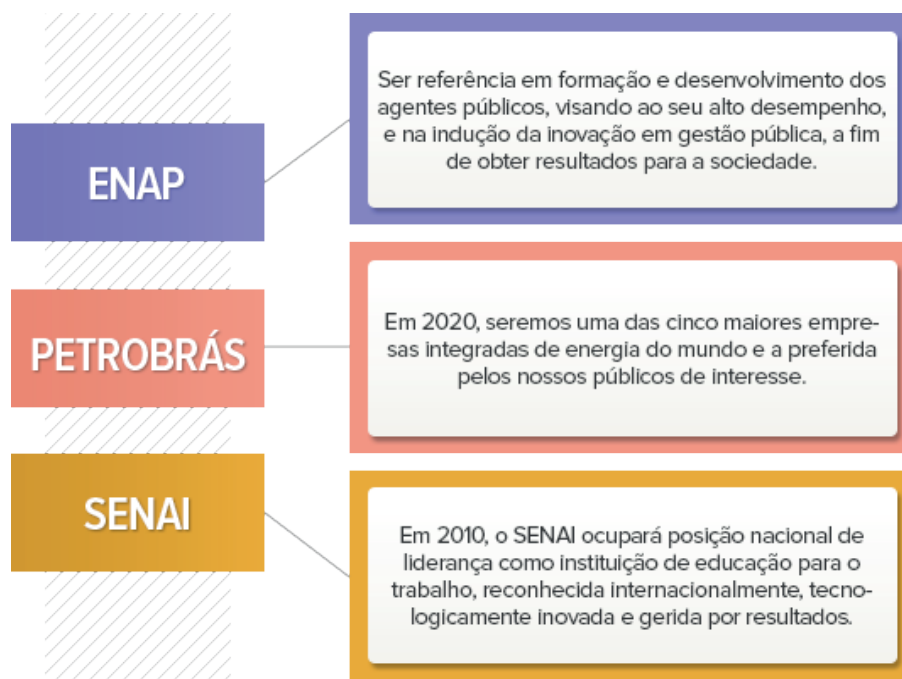 ENAP
Ser referência em formação e desenvolvimento dos
agentes públicos, visando ao seu alto desempenho,
e na indução da inovação em gestão pública, a fim
de obter resultados para a sociedade.
PETROBRÁS
Em 2020, seremos uma das cinco maiores empre-
sas integradas de energia do mundo e a preferida
pelos nossos públicos de interesse.
SENAI
Em 2010, o SENAI ocupará posição nacional de
liderança como instituição de educação para o
trabalho, reconhecida internacionalmente, tecno-
logicamente inovada e gerida por resultados.